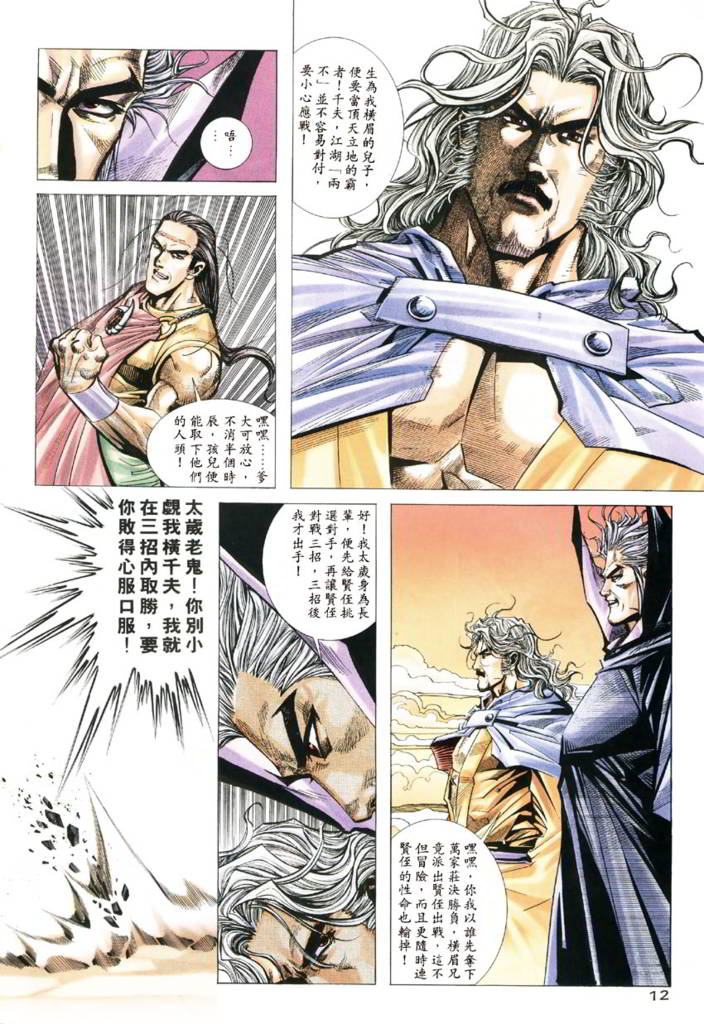 生為我橫眉的兒子，
便要當頂天立地的霸
者！千夫，江湖「兩
不」並不容易對付，
要小心應戰！
唔…
…
嘿嘿……爹
大可放心，
不消半個時
辰，孩兒便
能取下他們
的人頭！
嘿嘿，你我以誰先奪下
萬家莊決勝負，橫眉兄
竟派出賢侄出戰，這不
但冒險，而且更隨時連
賢侄的性命也輸掉！
好！我太歲身為長
輩，便先給賢侄挑
選對手，再讓賢侄
對戰三招，三招後
我才出手！
太歲老鬼！你別小
覷我橫千夫，我就
在三招內取勝，要
你敗得心服口服！
12